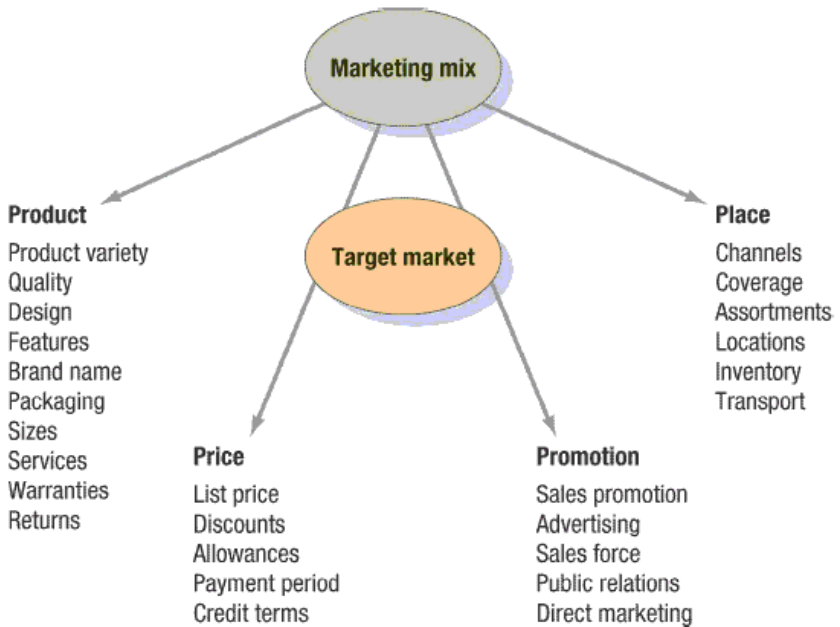 Marketing mix
Target market
Product
Product variety
Quality
Design
Features
Brand name
Packaging
Sizes
Services
Warranties
Returns
Price
List price
Discounts
Allowances
Payment period
Credit terms
Promotion
Sales promotion
Advertising
Sales force
Public relations
Direct marketing
Place
Channels
Coverage
Assortments
Locations
Inventory
Transport